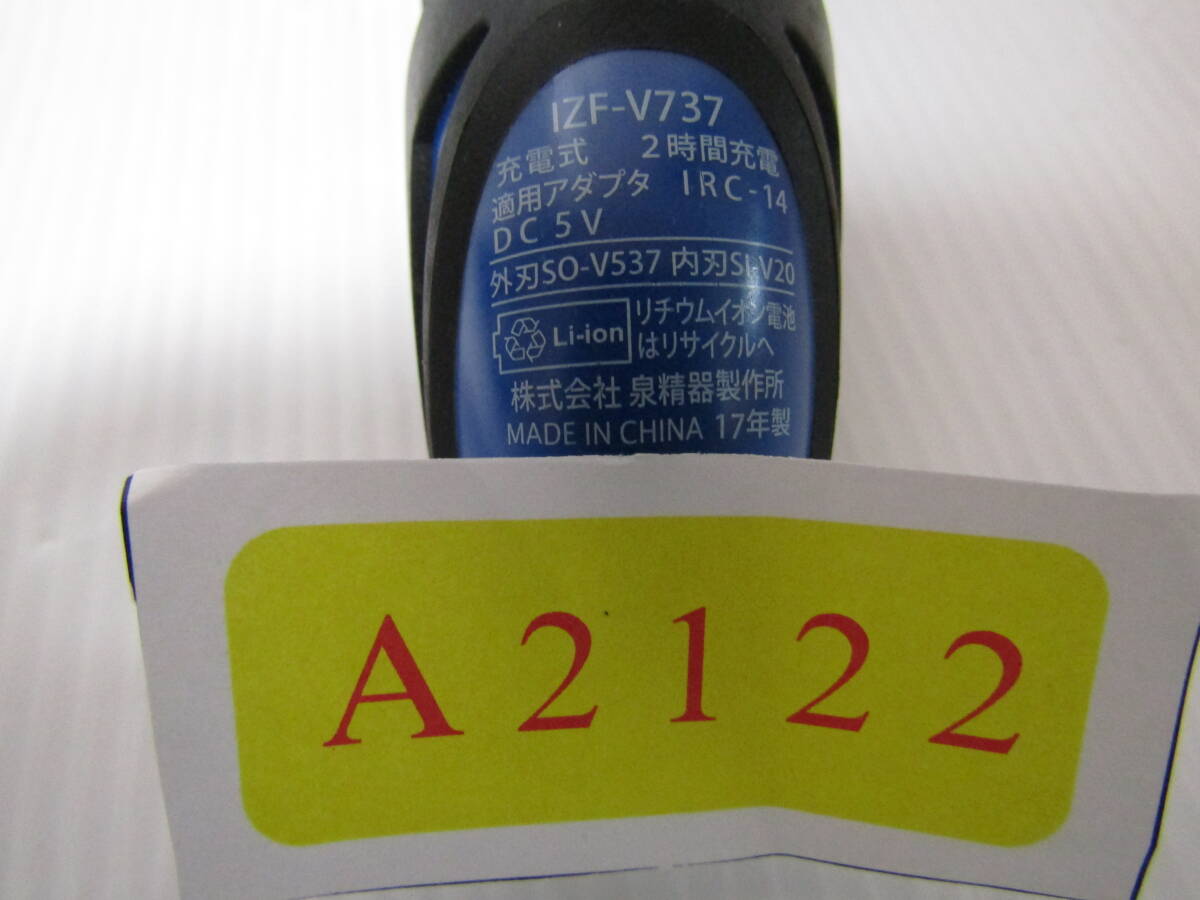 IZF-V737
充電式 2時間充電
適用アダプタ IRC-14
DC 5V
外刃SO-V537 内刃SI-V20
Li-ion リチウムイオン電池
はリサイクルへ
株式会社 泉精器製作所
MADE IN CHINA 17年製
A2122